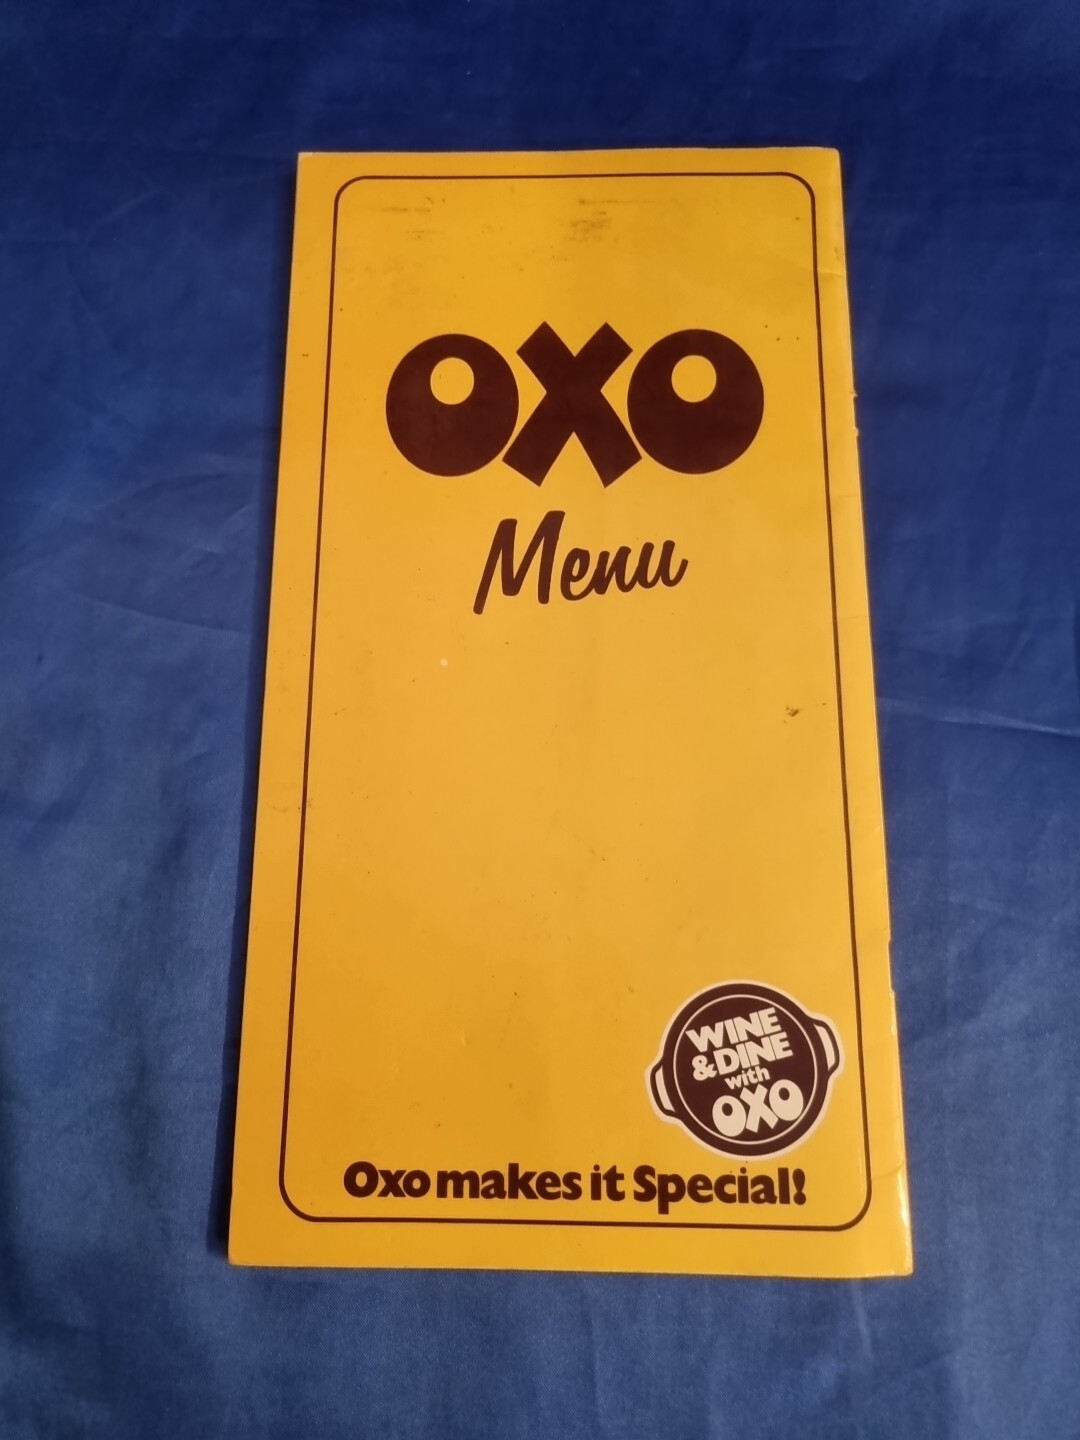 OXO
Menu
WINE
& DINE
with
OXO
Oxo makes it Special!